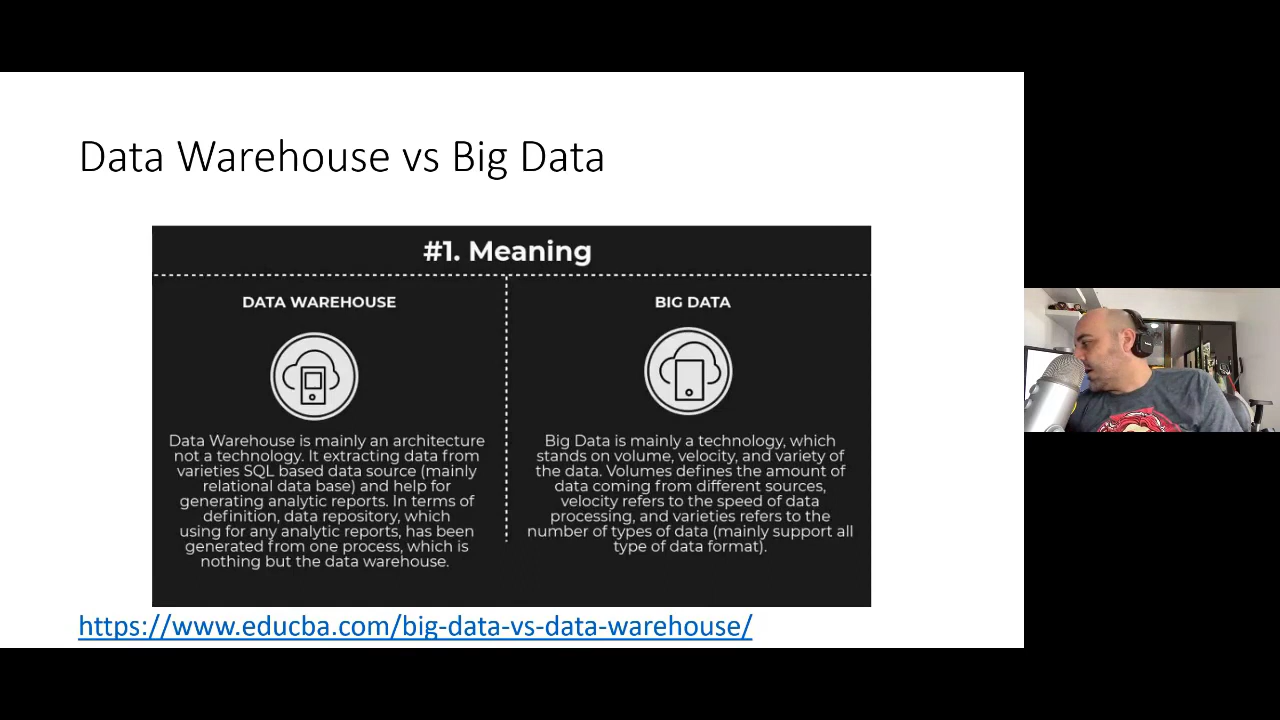 Data Warehouse vs Big Data
#1. Meaning
DATA WAREHOUSE
Data Warehouse is mainly an architecture
not a technology. It extracting data from
varieties SQL based data source (mainly
relational data base) and help for
generating analytic reports. In terms of
definition, data repository, which
using for any analytic reports, has been
generated from one process, which is
nothing but the data warehouse.
BIG DATA
Big Data is mainly a technology, which
stands on volume, velocity, and variety of
the data. Volumes defines the amount of
data coming from different sources,
velocity refers to the speed of data
processing, and varieties refers to the
number of types of data (mainly support all
type of data format).
https://www.educba.com/big-data-vs-data-warehouse/